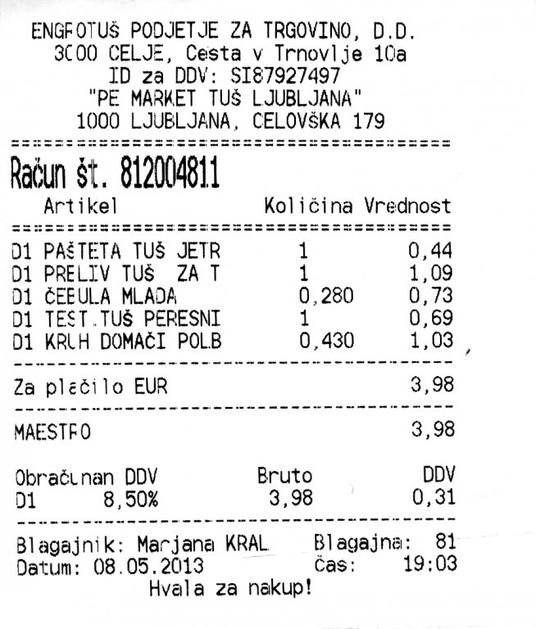 ENGROTUŠ PODJETJE ZA TRGOVINO, D.D.
3000 CELJE, Cesta v Trnovlje 10a
ID za DDV: SI87927497
"PE MARKET TUŠ LJUBLJANA"
1000 LJUBLJANA, CELOVŠKA 179
Račun št. 812004811
Artikel Količina Vrednost
D1 PAŠTETA TUŠ JETR 1 0,44
D1 PRELIV TUŠ ZA T 1 1,09
D1 ČEBULA MLADA 0,280 0,73
D1 TEST.TUŠ PERESNI 1 0,69
D1 KRUH DOMAČI POLB 0,430 1,03
Za plačilo EUR 3,98
MAESTRO 3,98
Obračunan DDV Bruto DDV
D1 8,50% 3,98 0,31
Blagajnik: Marjana KRAL Blagajna: 81
Datum: 08.05.2013 čas: 19:03
Hvala za nakup!